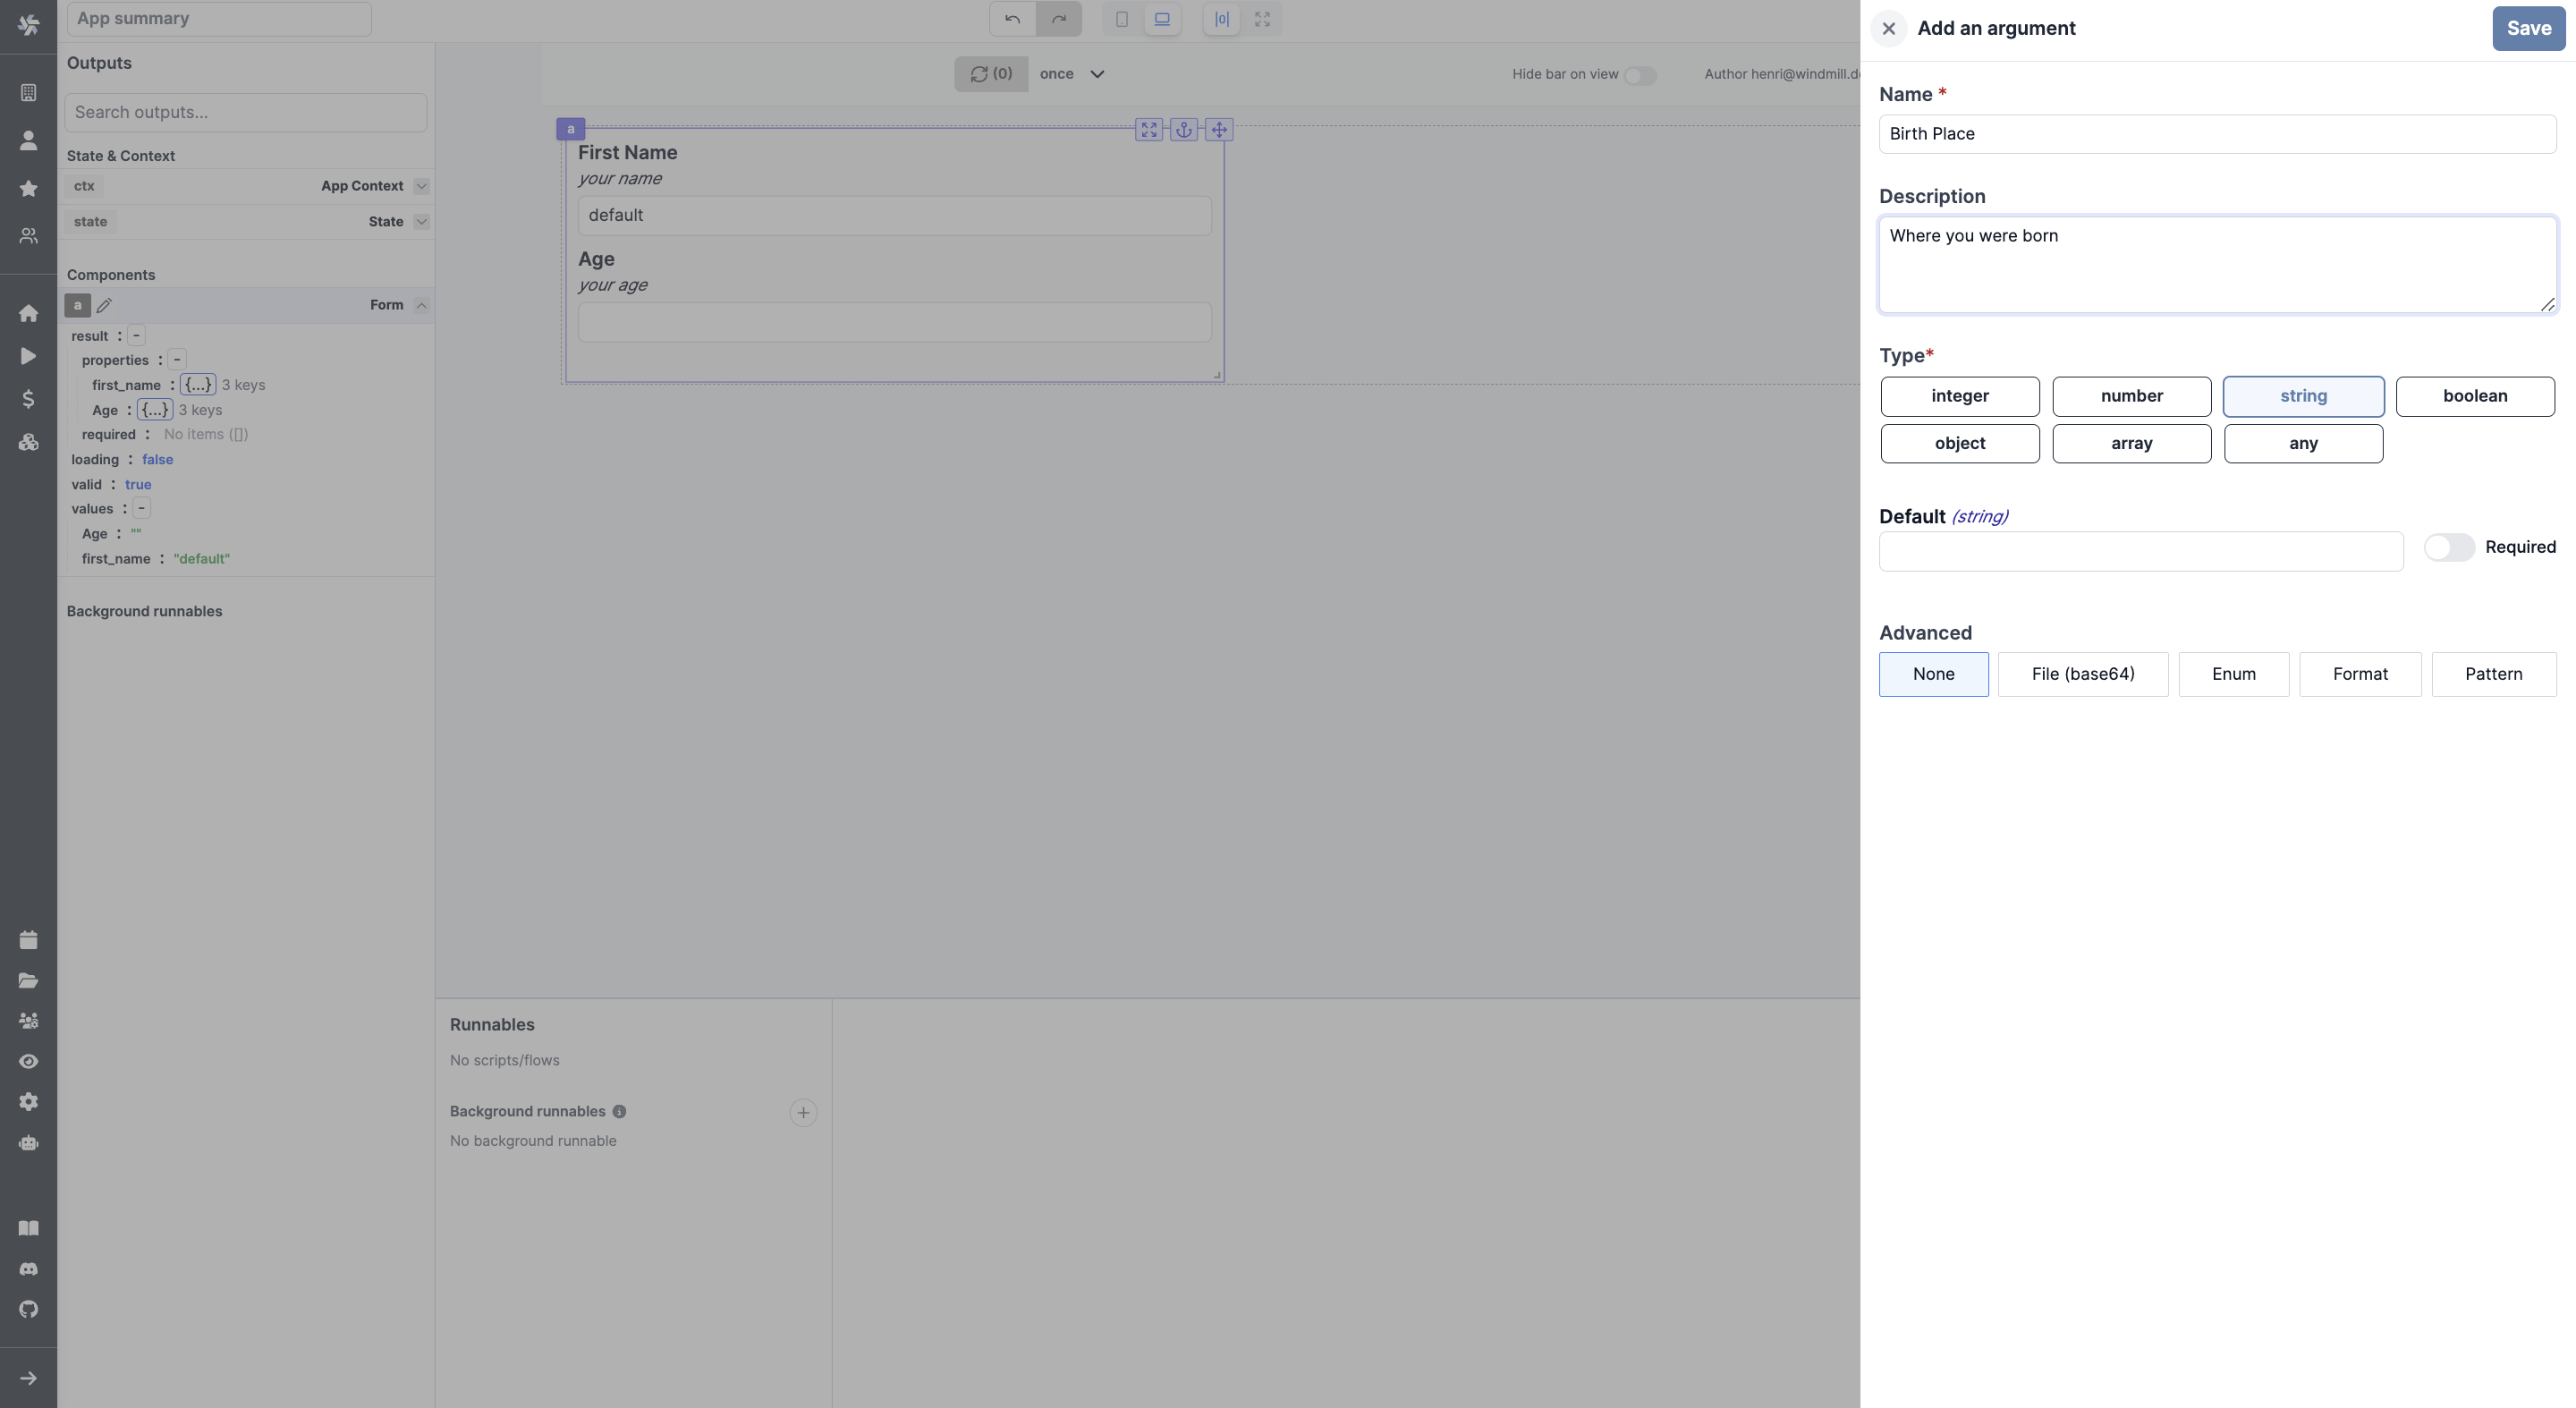 App summary
Outputs
Search outputs...
State & Context
ctx App Context
state State
Components
a Form
result : -
properties : -
first_name : {...} 3 keys
Age : {...} 3 keys
required : No items ([])
loading : false
valid : true
values : -
Age : ""
first_name : "default"
Background runnables
(0) once
Hide bar on view
Author henri@windmill.d
a
First Name
your name
default
Age
your age
Runnables
No scripts/flows
Background runnables
No background runnable
Add an argument
Save
Name *
Birth Place
Description
Where you were born
Type*
integer number string boolean
object array any
Default (string)
Required
Advanced
None File (base64) Enum Format Pattern